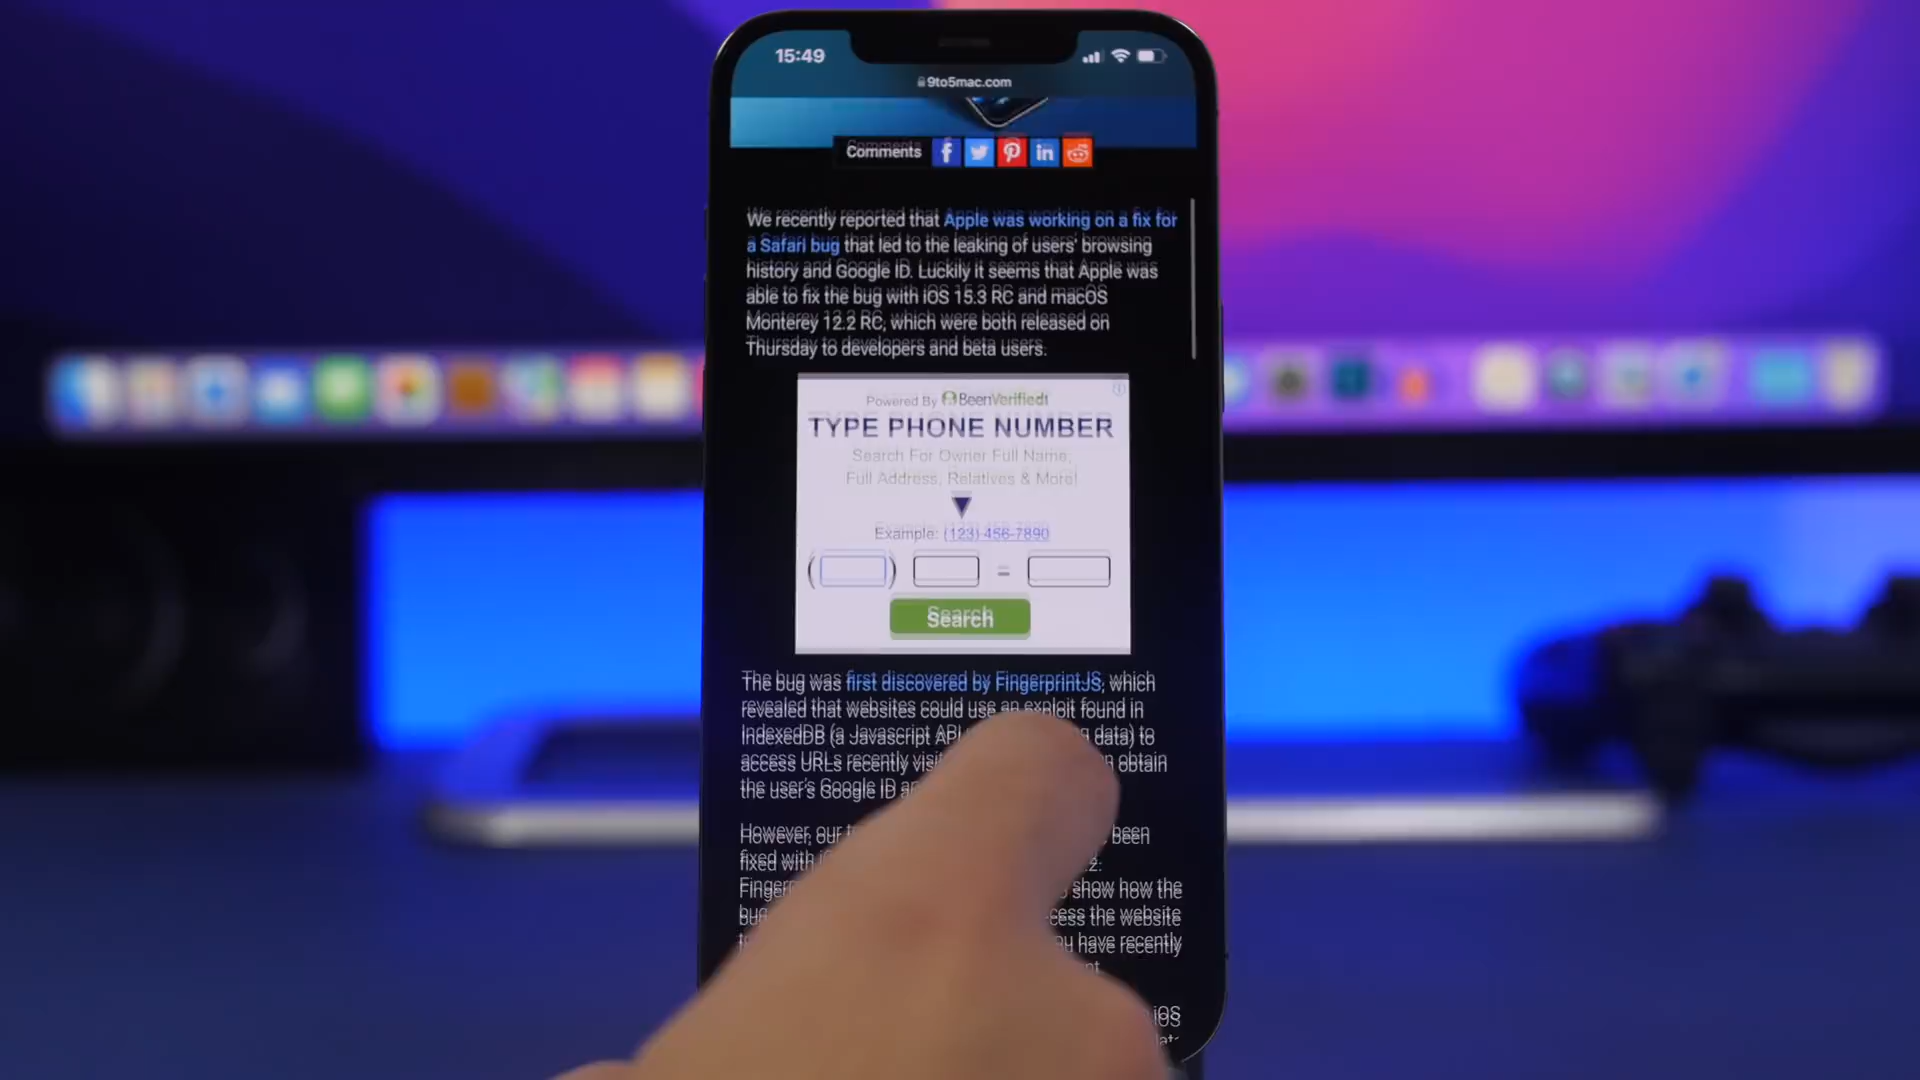 15:49
9to5mac.com
Comments
We recently reported that Apple was working on a fix for
a Safari bug that led to the leaking of users' browsing
history and Google ID. Luckily it seems that Apple was
able to fix the bug with iOS 15.3 RC and macOS
Monterey 12.2 RC, which were both released on
Thursday to developers and beta users.
Powered By BeenVerified
TYPE PHONE NUMBER
Search For Owner Full Name,
Full Address, Relatives & More!
Example: (123) 456-7890
( ) -
Search
The bug was first discovered by FingerprintJS, which
revealed that websites could use an exploit found in
IndexedDB (a Javascript API data) to
access URLs recently obtain
the user's Google ID
However, our been
fixed with
show how the
bug the website
have recently
iOS